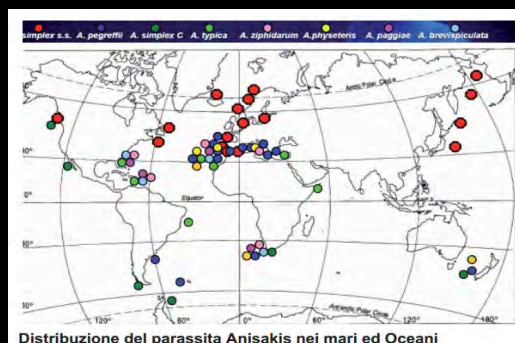 simplex s.s. A. pegreffii A. simplex C A. typica A. ziphidarum A. physeteris A. paggiae A. brevispiculata
Arctic Polar Circle
0°
Equator
Antarctic Polar Circle
120° 60° 0° 60° 120° 180°
Distribuzione del parassita Anisakis nei mari ed Oceani